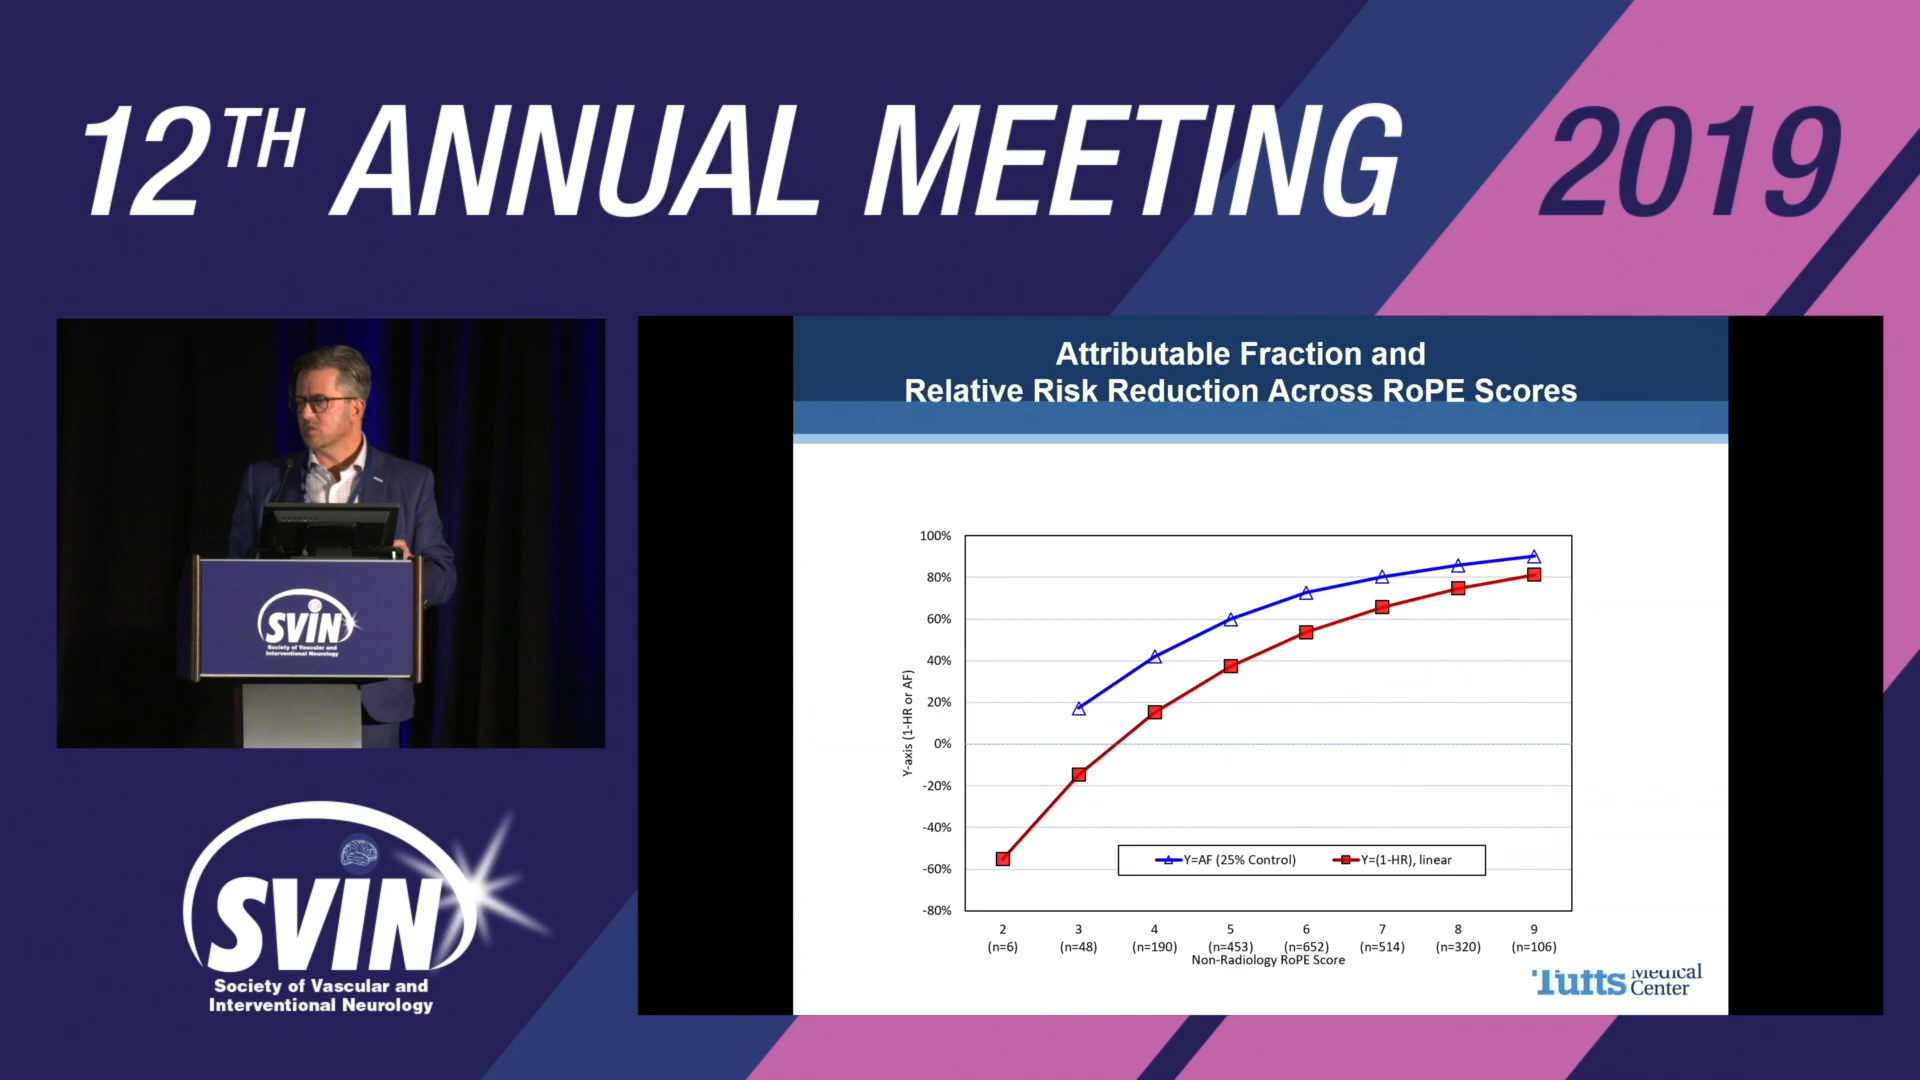 12TH ANNUAL MEETING 2019
SVIN
Society of Vascular and
Interventional Neurology
SVIN
Society of Vascular and
Interventional Neurology
Attributable Fraction and
Relative Risk Reduction Across RoPE Scores
Y-axis (1-HR or AF)
100%
80%
60%
40%
20%
0%
-20%
-40%
-60%
-80%
Y=AF (25% Control) Y=(1-HR), linear
2 3 4 5 6 7 8 9
(n=6) (n=48) (n=190) (n=453) (n=652) (n=514) (n=320) (n=106)
Non-Radiology RoPE Score
Tufts Medical
Center